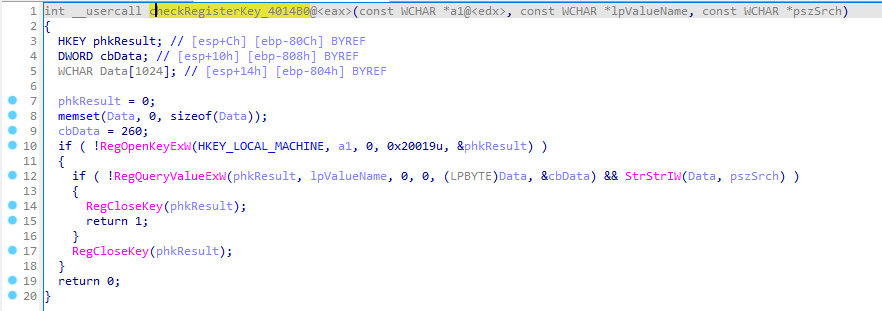 1 int __usercall checkRegisterKey_4014B0@<eax>(const WCHAR *a1@<edx>, const WCHAR *lpValueName, const WCHAR *pszSrch)
2 {
3 HKEY phkResult; // [esp+Ch] [ebp-80Ch] BYREF
4 DWORD cbData; // [esp+10h] [ebp-808h] BYREF
5 WCHAR Data[1024]; // [esp+14h] [ebp-804h] BYREF
6
7 phkResult = 0;
8 memset(Data, 0, sizeof(Data));
9 cbData = 260;
10 if ( !RegOpenKeyExW(HKEY_LOCAL_MACHINE, a1, 0, 0x20019u, &phkResult) )
11 {
12 if ( !RegQueryValueExW(phkResult, lpValueName, 0, 0, (LPBYTE)Data, &cbData) && StrStrIW(Data, pszSrch) )
13 {
14 RegCloseKey(phkResult);
15 return 1;
16 }
17 RegCloseKey(phkResult);
18 }
19 return 0;
20 }